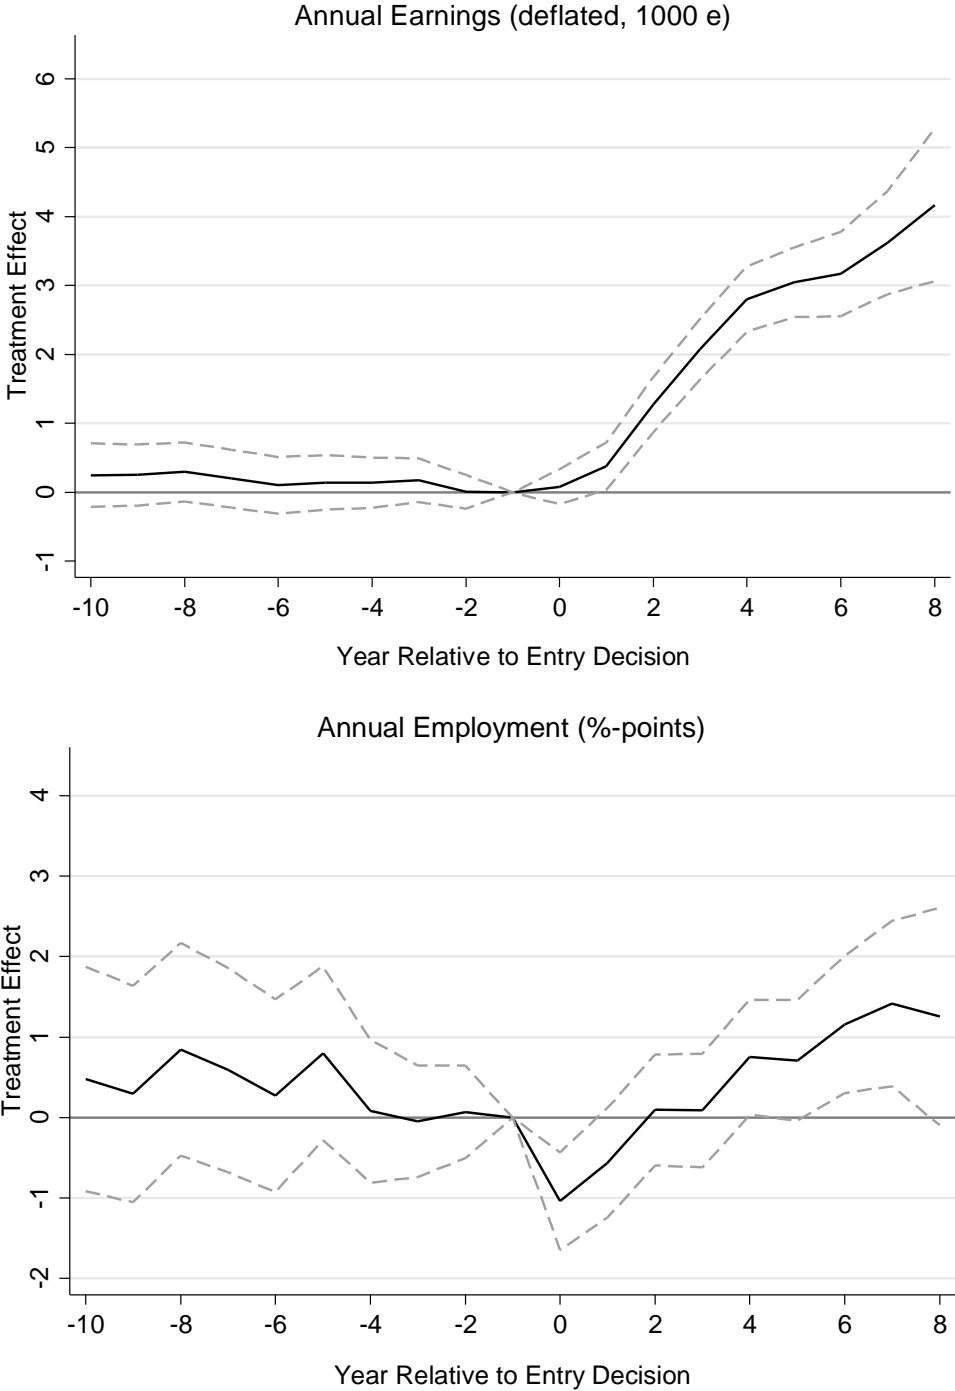 Annual Earnings (deflated, 1000 e)
Treatment Effect
6
5
4
3
2
1
0
-1
-10 -8 -6 -4 -2 0 2 4 6 8
Year Relative to Entry Decision
Annual Employment (%-points)
Treatment Effect
4
3
2
1
0
-1
-2
-10 -8 -6 -4 -2 0 2 4 6 8
Year Relative to Entry Decision